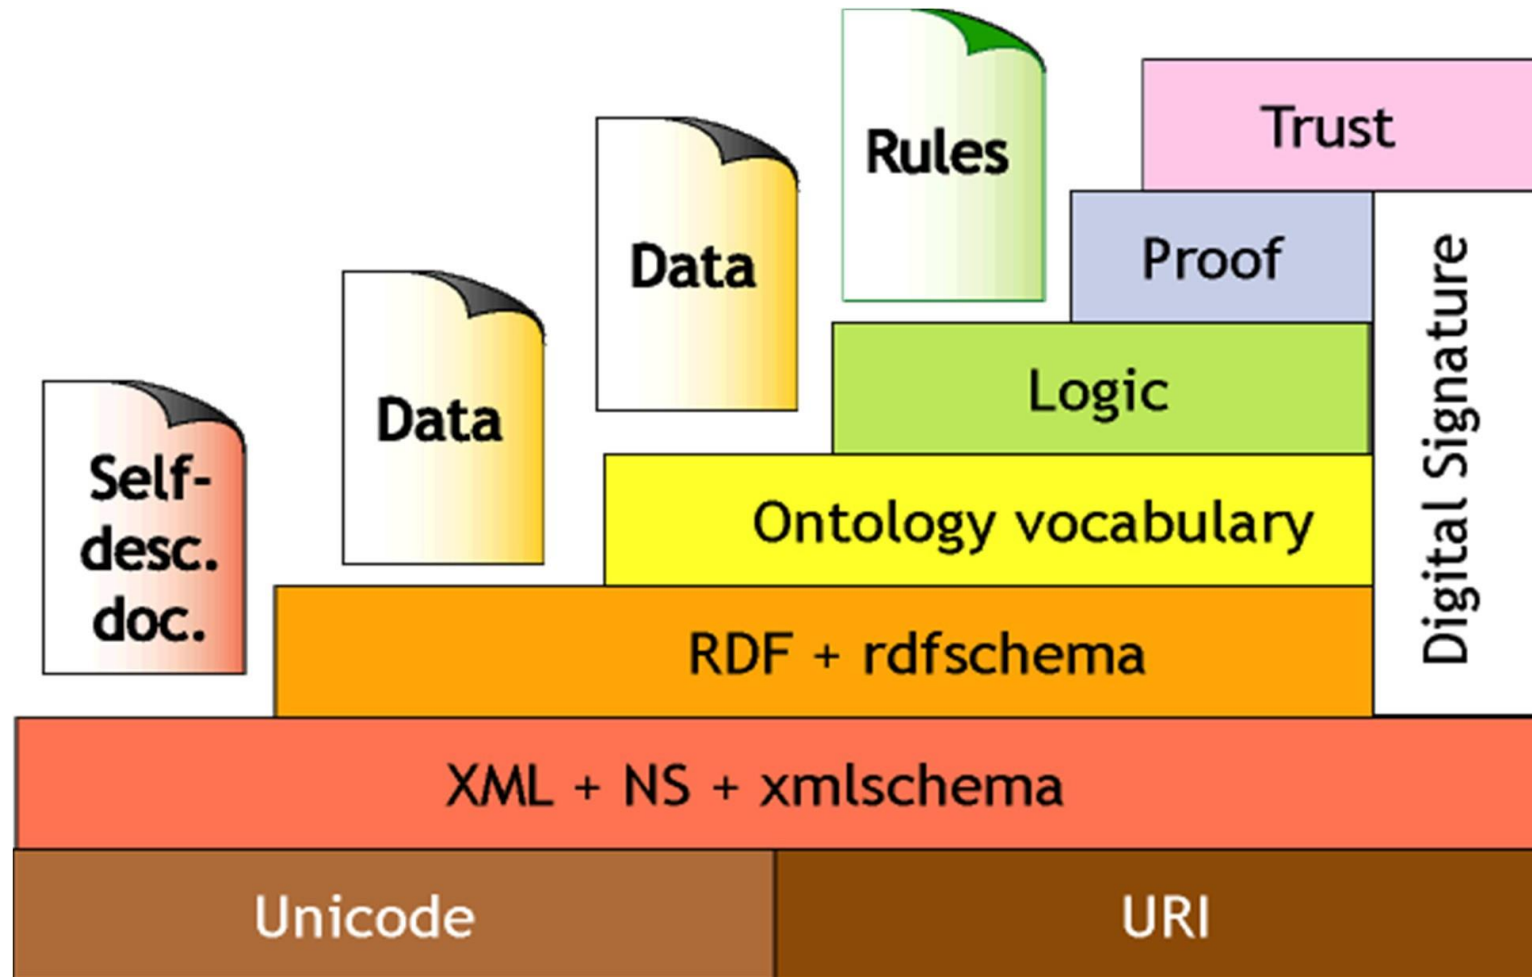 Rules
Trust
Data
Proof
Data
Logic
Digital Signature
Self-
desc.
doc.
Ontology vocabulary
RDF + rdfschema
XML + NS + xmlschema
Unicode
URI